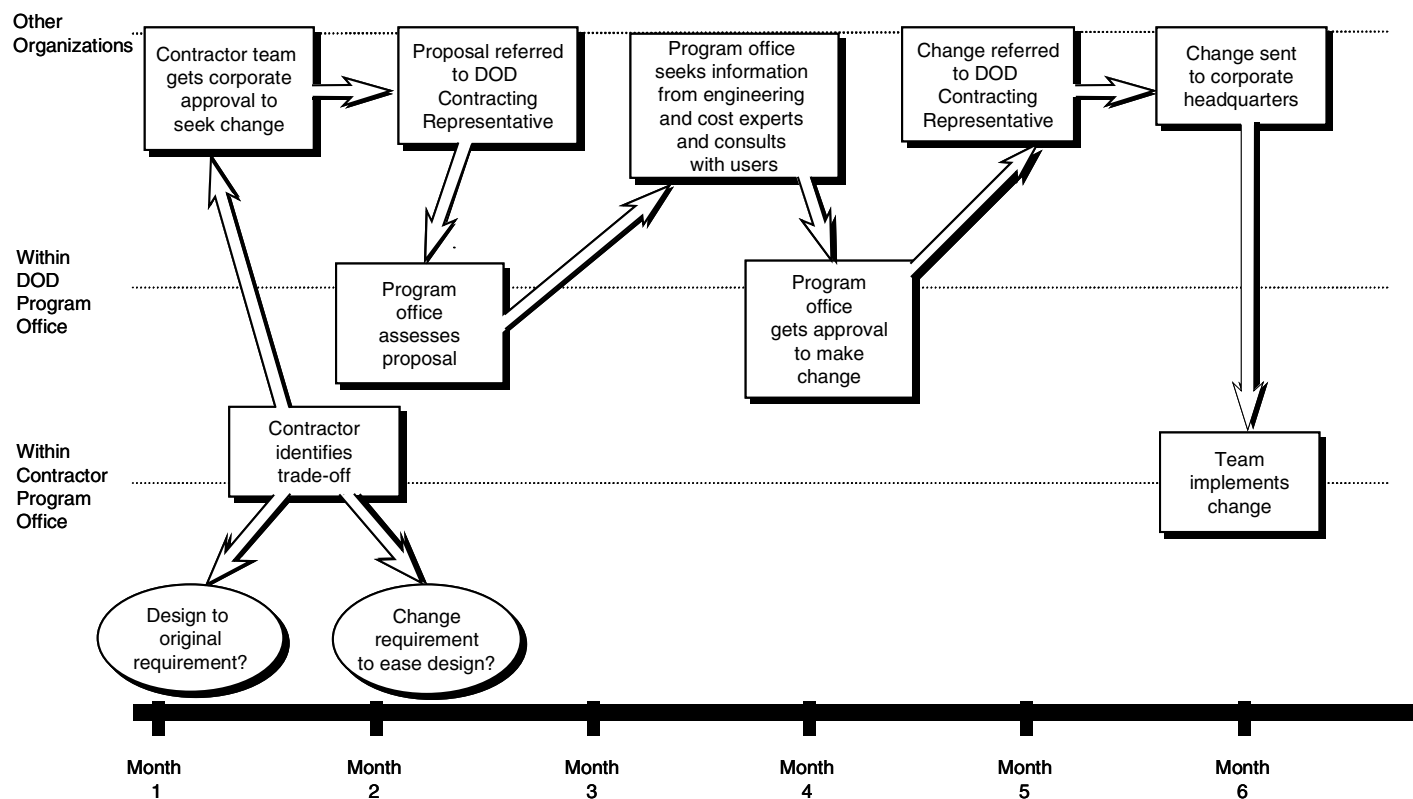 Other
Organizations
Contractor team
gets corporate
approval to
seek change
Proposal referred
to DOD
Contracting
Representative
Program office
seeks information
from engineering
and cost experts
and consults
with users
Change referred
to DOD
Contracting
Representative
Change sent
to corporate
headquarters
Within
DOD
Program
Office
Program
office
assesses
proposal
Program
office
gets approval
to make
change
Within
Contractor
Program
Office
Contractor
identifies
trade-off
Team
implements
change
Design to
original
requirement?
Change
requirement
to ease design?
Month
1
Month
2
Month
3
Month
4
Month
5
Month
6